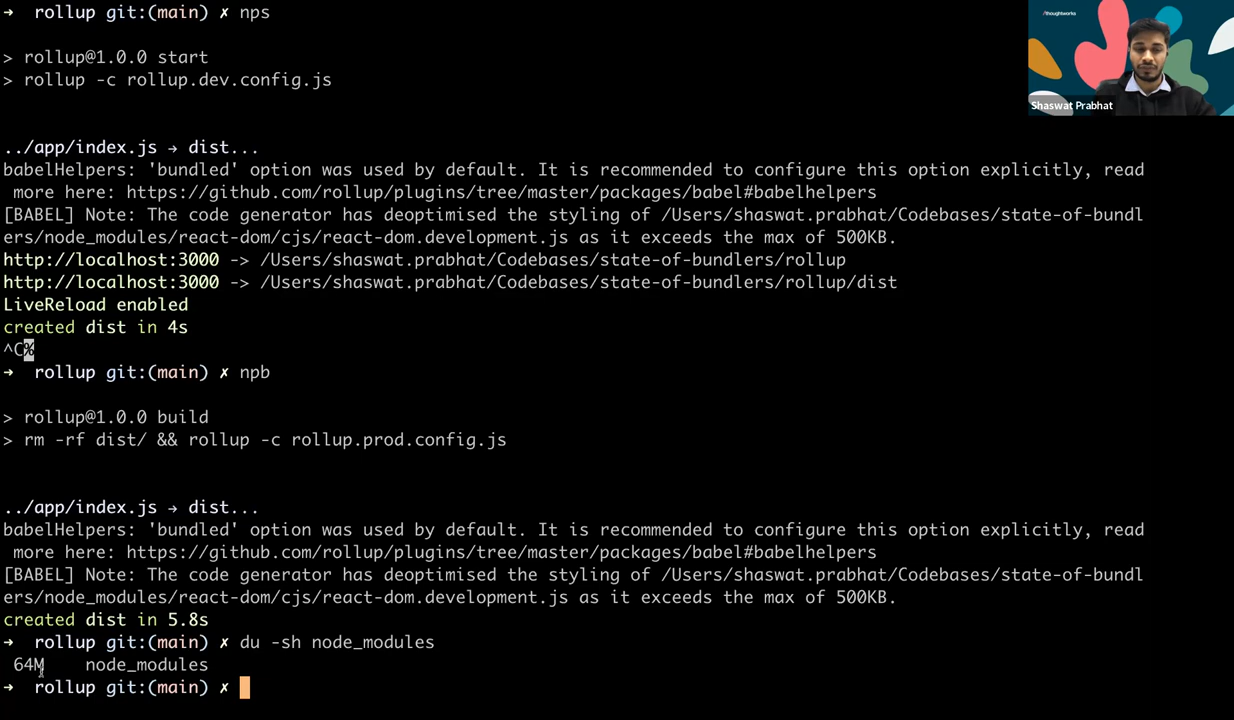 → rollup git:(main) ✗ nps
> rollup@1.0.0 start
> rollup -c rollup.dev.config.js
../app/index.js → dist...
babelHelpers: 'bundled' option was used by default. It is recommended to configure this option explicitly, read
more here: https://github.com/rollup/plugins/tree/master/packages/babel#babelhelpers
[BABEL] Note: The code generator has deoptimised the styling of /Users/shaswat.prabhat/Codebases/state-of-bundl
ers/node_modules/react-dom/cjs/react-dom.development.js as it exceeds the max of 500KB.
http://localhost:3000 -> /Users/shaswat.prabhat/Codebases/state-of-bundlers/rollup
http://localhost:3000 -> /Users/shaswat.prabhat/Codebases/state-of-bundlers/rollup/dist
LiveReload enabled
created dist in 4s
^C%
→ rollup git:(main) ✗ npb
> rollup@1.0.0 build
> rm -rf dist/ && rollup -c rollup.prod.config.js
../app/index.js → dist...
babelHelpers: 'bundled' option was used by default. It is recommended to configure this option explicitly, read
more here: https://github.com/rollup/plugins/tree/master/packages/babel#babelhelpers
[BABEL] Note: The code generator has deoptimised the styling of /Users/shaswat.prabhat/Codebases/state-of-bundl
ers/node_modules/react-dom/cjs/react-dom.development.js as it exceeds the max of 500KB.
created dist in 5.8s
→ rollup git:(main) ✗ du -sh node_modules
64M node_modules
→ rollup git:(main) ✗
/thoughtworks
Shaswat Prabhat